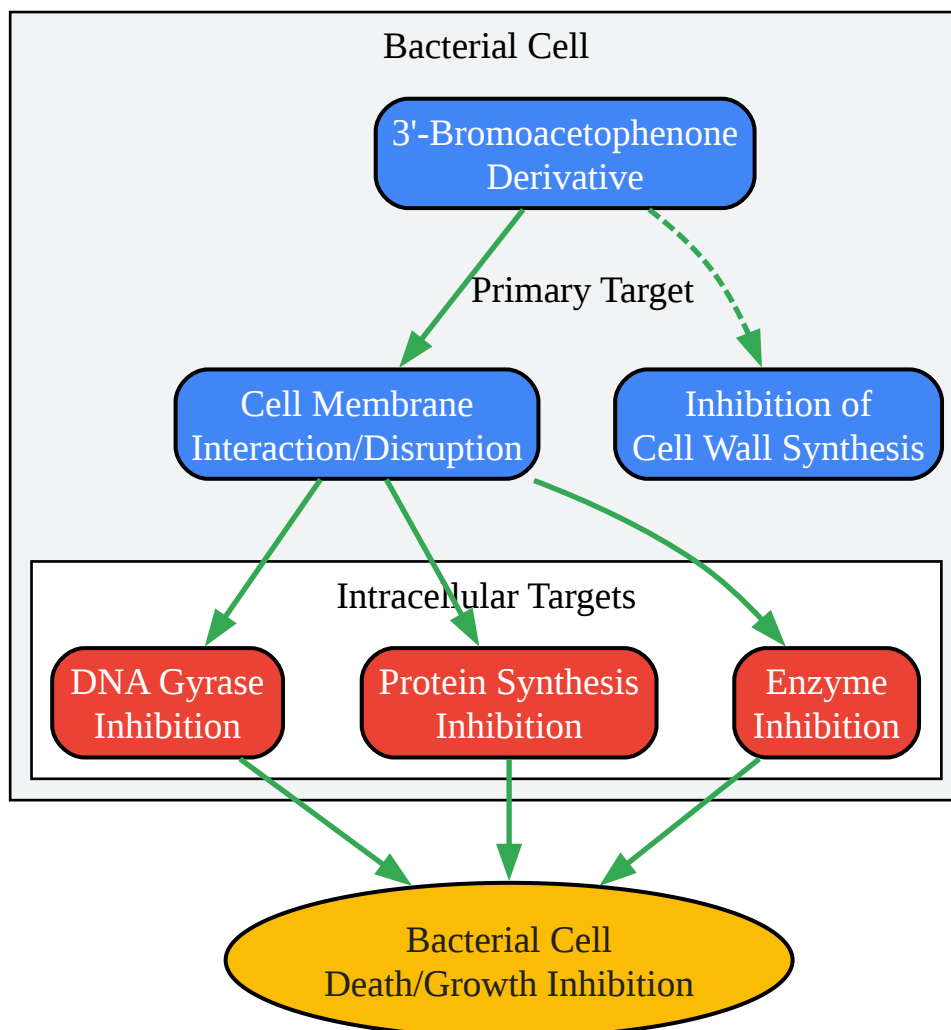 Bacterial Cell
3'-Bromoacetophenone
Derivative
Primary Target
Cell Membrane
Interaction/Disruption
Inhibition of
Cell Wall Synthesis
Intracellular Targets
DNA Gyrase
Inhibition
Protein Synthesis
Inhibition
Enzyme
Inhibition
Bacterial Cell
Death/Growth Inhibition